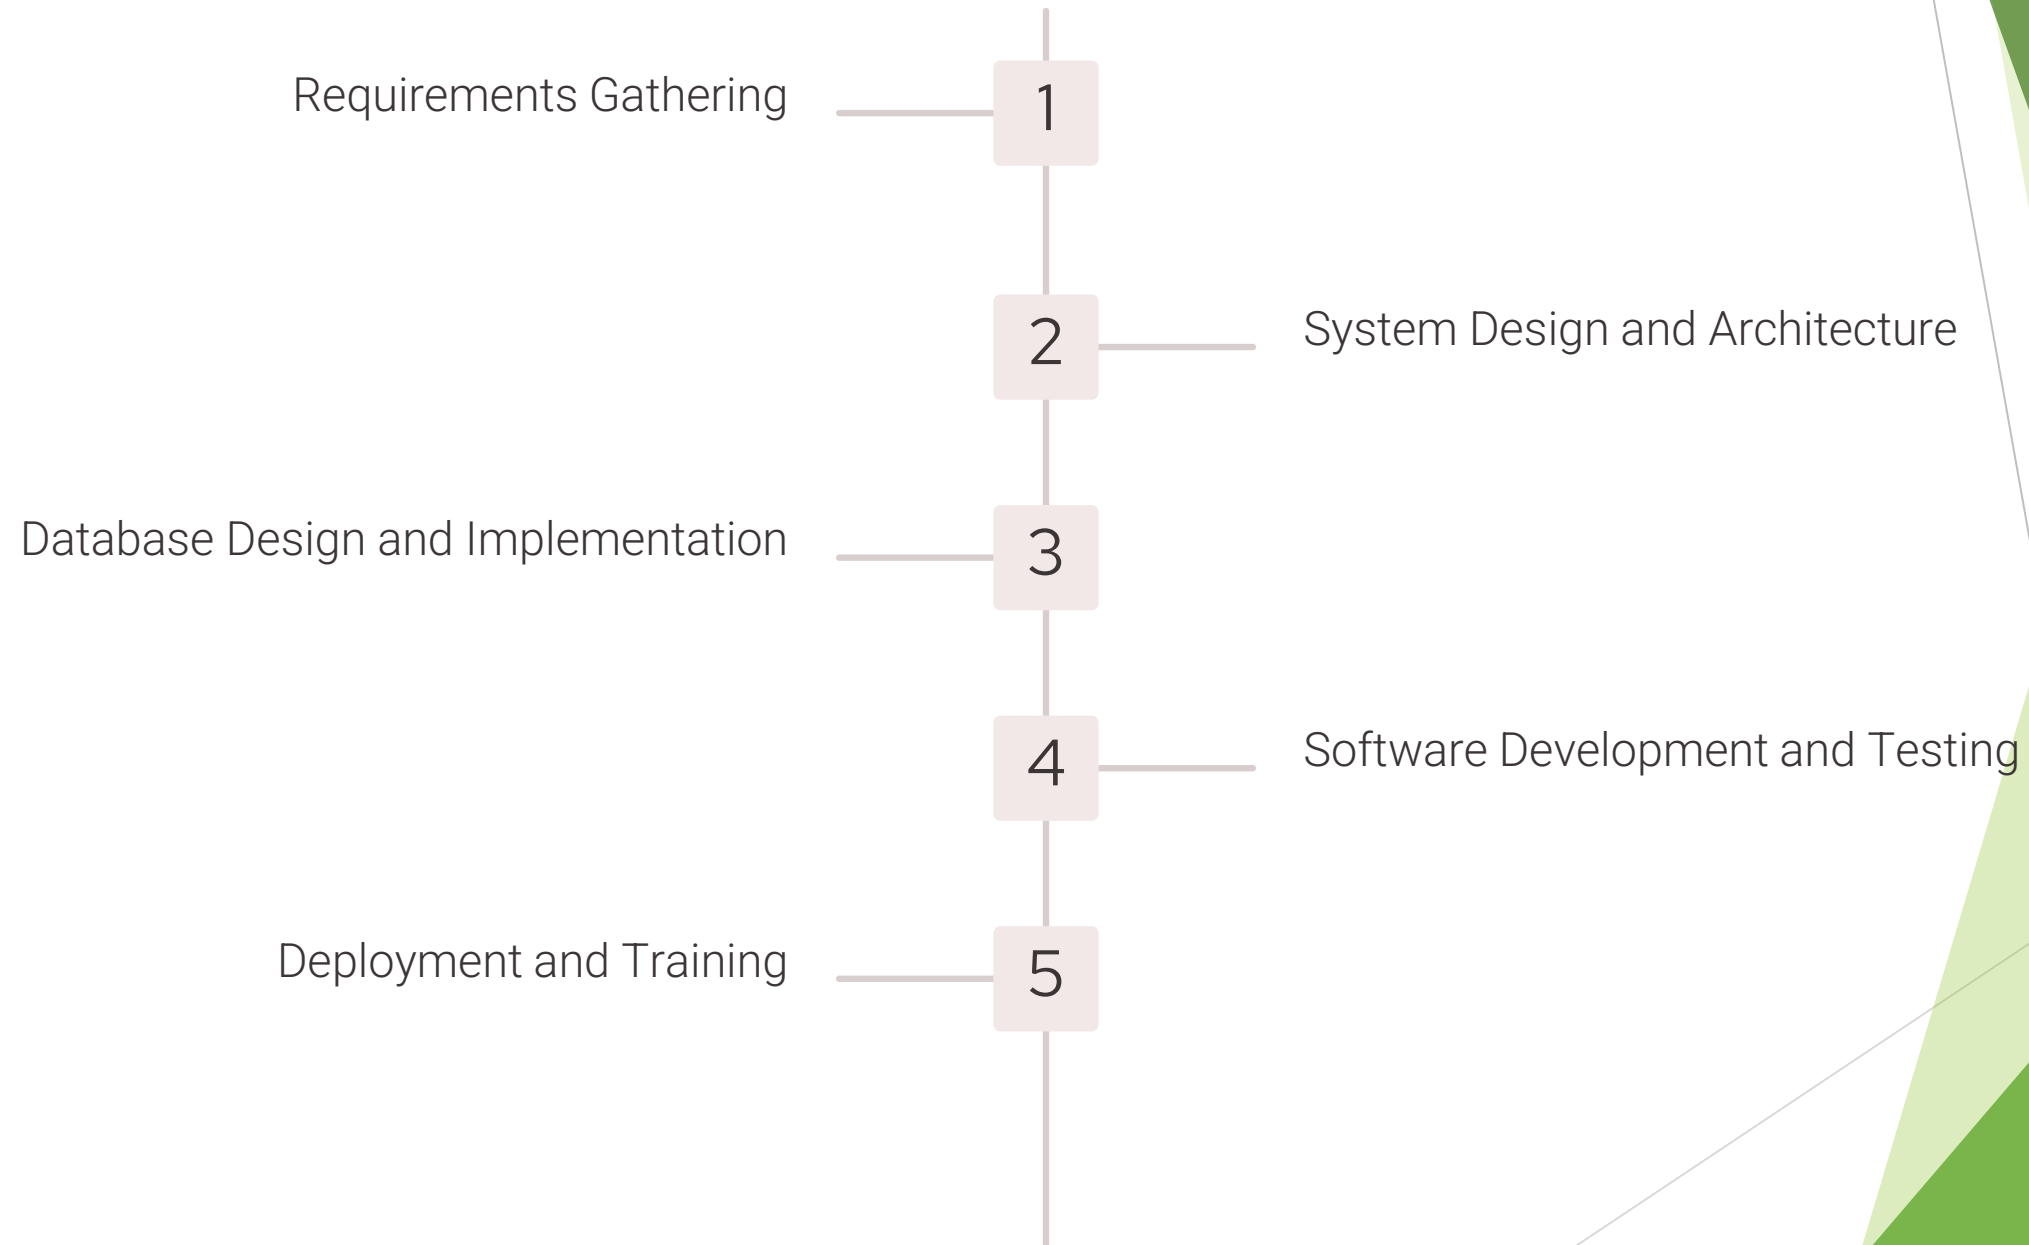 Requirements Gathering
1
2
System Design and Architecture
Database Design and Implementation
3
4
Software Development and Testing
Deployment and Training
5